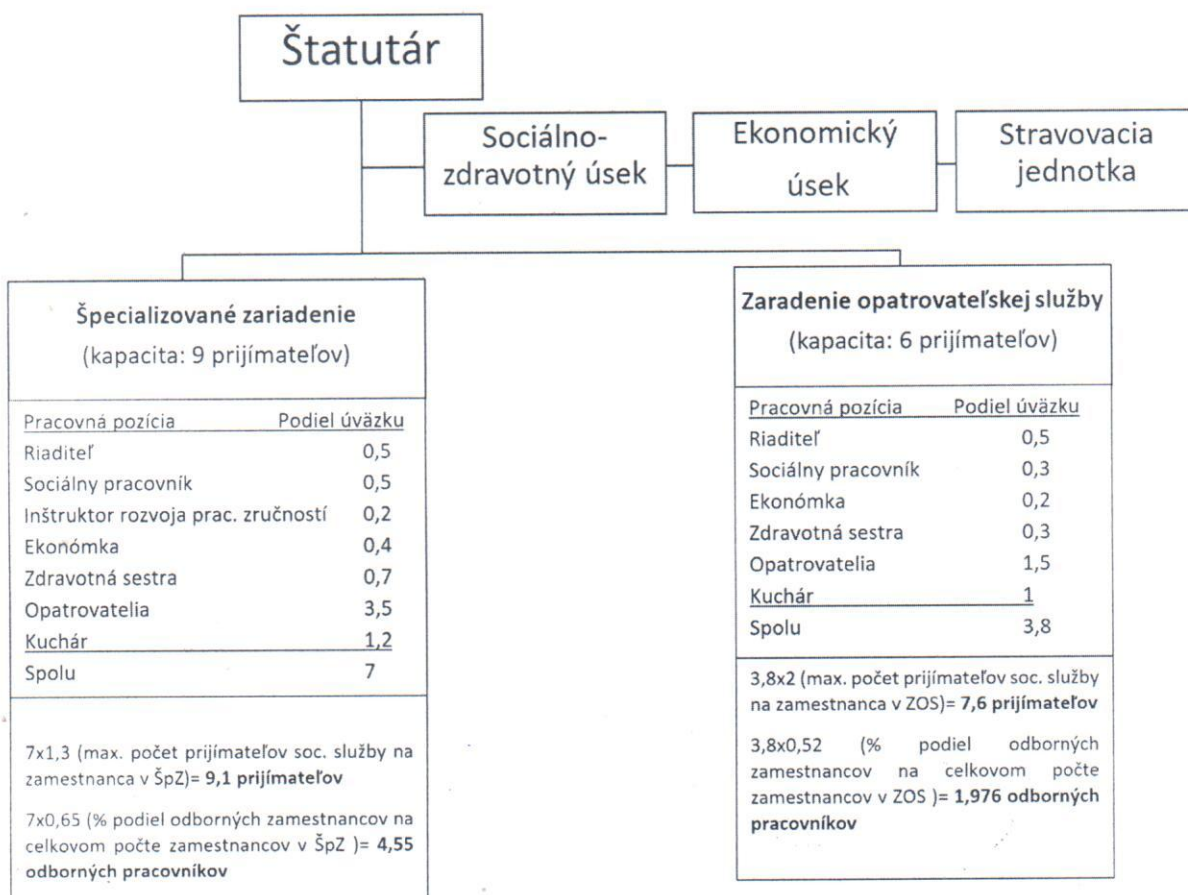 Štatutár
Sociálno-
zdravotný úsek
Ekonomický
úsek
Stravovacia
jednotka
Špecializované zariadenie
(kapacita: 9 prijímateľov)
Pracovná pozícia Podiel úväzku
Riaditeľ 0,5
Sociálny pracovník 0,5
Inštruktor rozvoja prac. zručností 0,2
Ekonómka 0,4
Zdravotná sestra 0,7
Opatrovatelia 3,5
Kuchár 1,2
Spolu 7
7x1,3 (max. počet prijímateľov soc. služby na
zamestnanca v ŠpZ)= 9,1 prijímateľov
7x0,65 (% podiel odborných zamestnancov na
celkovom počte zamestnancov v ŠpZ )= 4,55
odborných pracovníkov
Zaradenie opatrovateľskej služby
(kapacita: 6 prijímateľov)
Pracovná pozícia Podiel úväzku
Riaditeľ 0,5
Sociálny pracovník 0,3
Ekonómka 0,2
Zdravotná sestra 0,3
Opatrovatelia 1,5
Kuchár 1
Spolu 3,8
3,8x2 (max. počet prijímateľov soc. služby
na zamestnanca v ZOS)= 7,6 prijímateľov
3,8x0,52 (% podiel odborných
zamestnancov na celkovom počte
zamestnancov v ZOS )= 1,976 odborných
pracovníkov